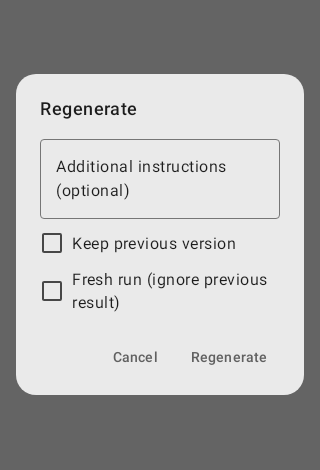 Regenerate
Additional instructions
(optional)
Keep previous version
Fresh run (ignore previous
result)
Cancel
Regenerate